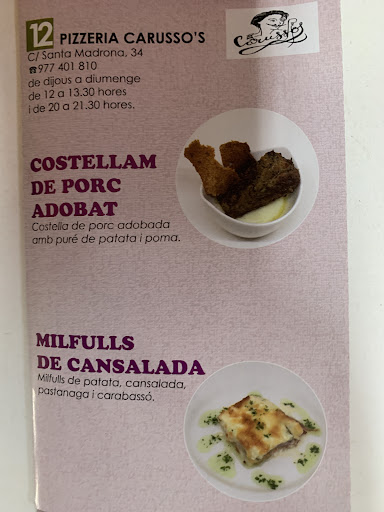 12 PIZZERIA CARUSSO'S
C/ Santa Madrona, 34
☎977 401 810
de dijous a diumenge
de 12 a 13.30 hores
i de 20 a 21.30 hores.
Carusso's
COSTELLAM
DE PORC
ADOBAT
Costella de porc adobada
amb puré de patata i poma.
MILFULLS
DE CANSALADA
Milfulls de patata, cansalada,
pastanaga i carabassó.